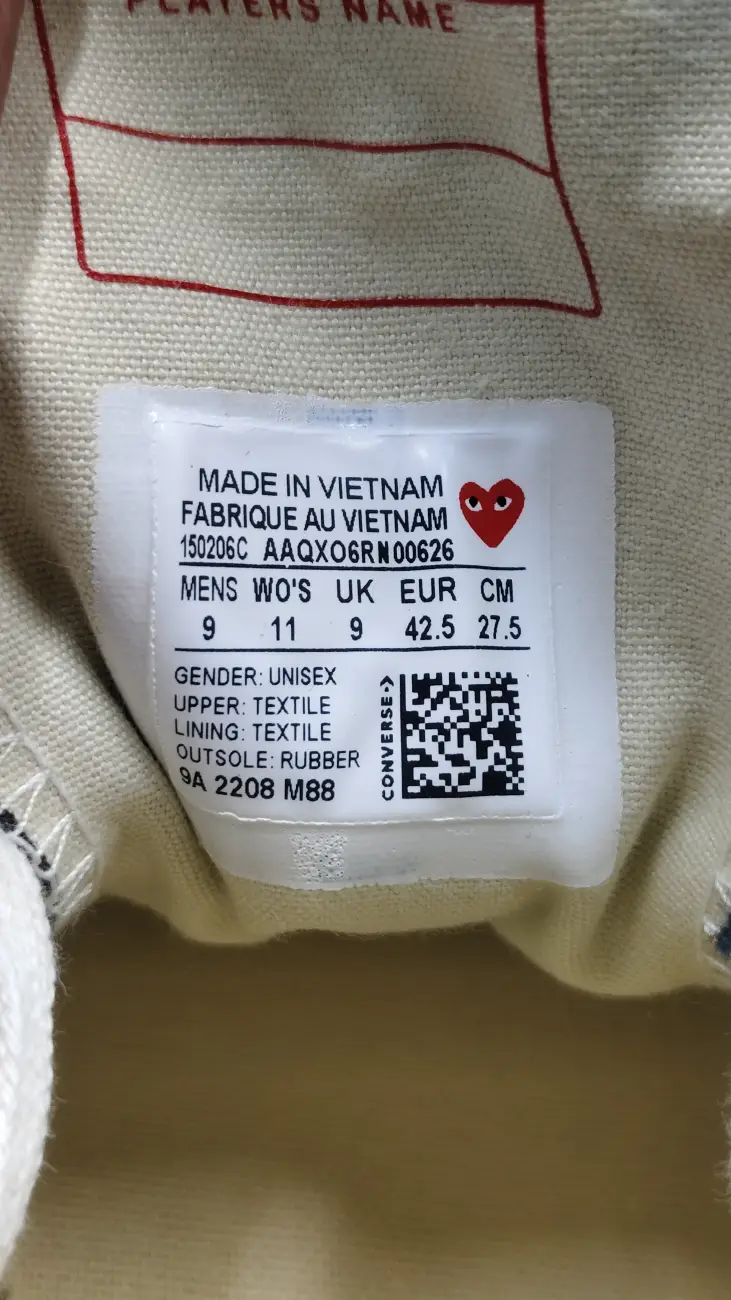 PLAYERS NAME
MADE IN VIETNAM
FABRIQUE AU VIETNAM
150206C AAQXO6RN00626
MENS WO'S UK EUR CM
9 11 9 42.5 27.5
GENDER: UNISEX
UPPER: TEXTILE
LINING: TEXTILE
OUTSOLE: RUBBER
9A 2208 M88
CONVERSE